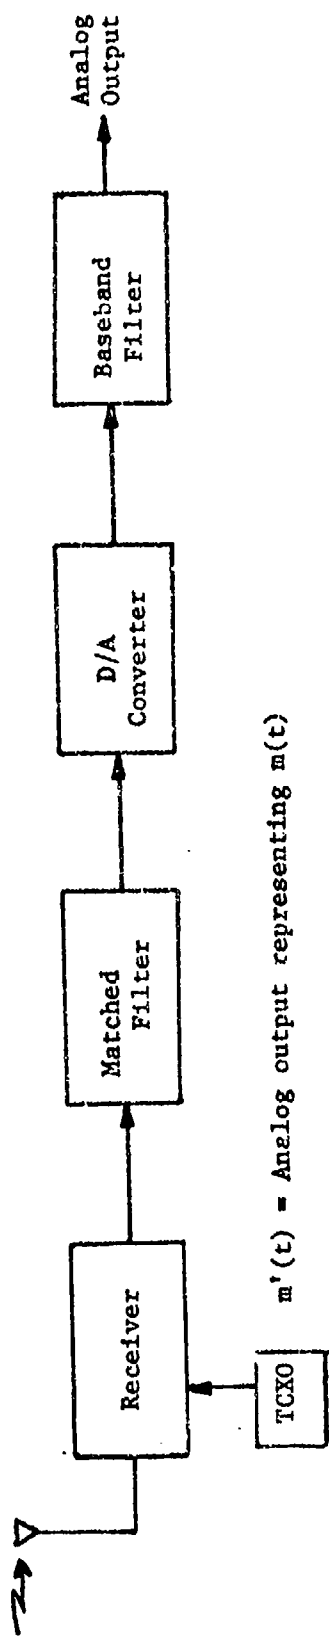 Receiver
Matched
Filter
D/A
Converter
Baseband
Filter
Analog
Output
TCXO
m'(t) = Analog output representing m(t)